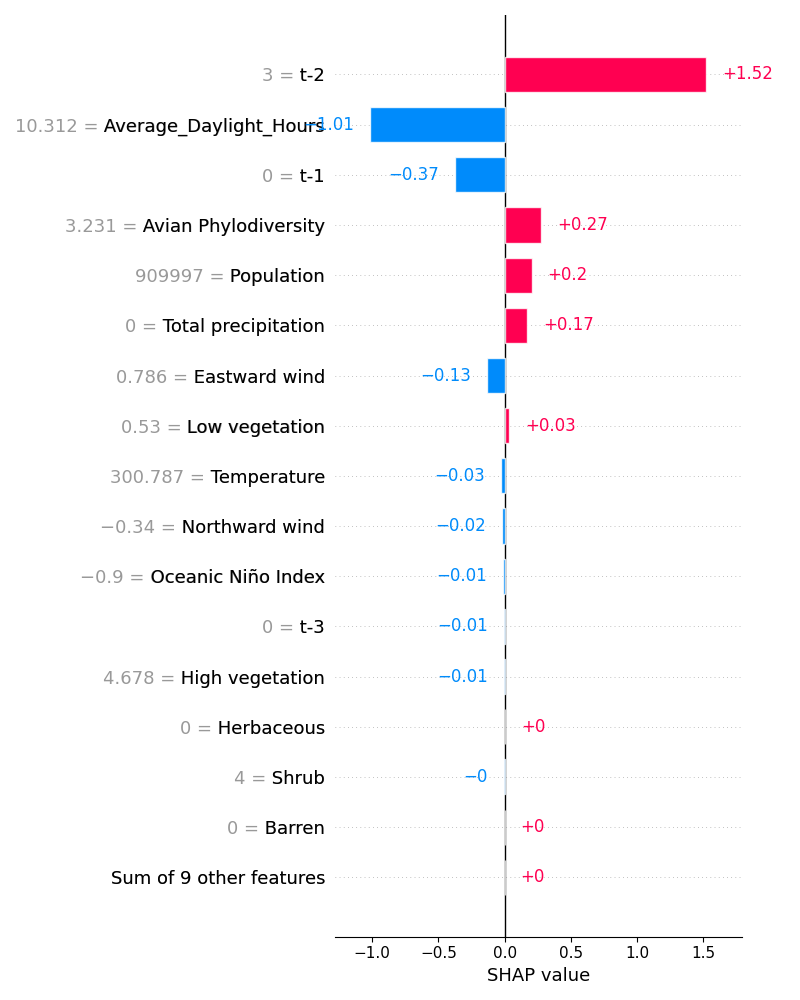 3 = t-2 +1.52
10.312 = Average_Daylight_Hours −1.01
0 = t-1 −0.37
3.231 = Avian Phylodiversity +0.27
909997 = Population +0.2
0 = Total precipitation +0.17
0.786 = Eastward wind −0.13
0.53 = Low vegetation +0.03
300.787 = Temperature −0.03
−0.34 = Northward wind −0.02
−0.9 = Oceanic Niño Index −0.01
0 = t-3 −0.01
4.678 = High vegetation −0.01
0 = Herbaceous +0
4 = Shrub −0
0 = Barren +0
Sum of 9 other features +0
−1.0 −0.5 0.0 0.5 1.0 1.5
SHAP value